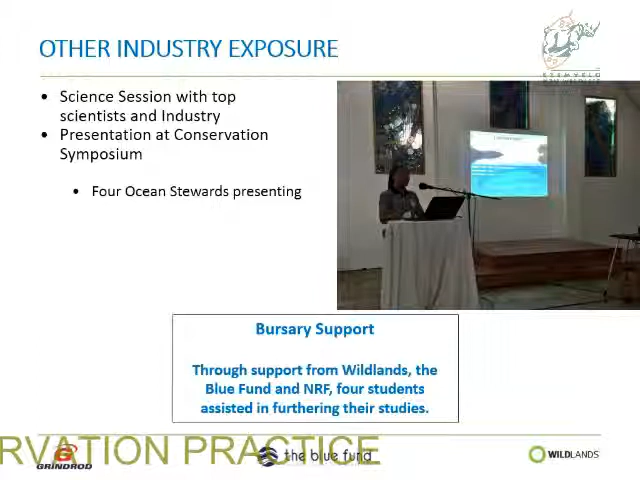 OTHER INDUSTRY EXPOSURE
• Science Session with top
scientists and Industry
• Presentation at Conservation
Symposium
• Four Ocean Stewards presenting
Bursary Support
Through support from Wildlands, the
Blue Fund and NRF, four students
assisted in furthering their studies.
RVATION PRACTICE
GRINDROD
the blue fund
WILDLANDS